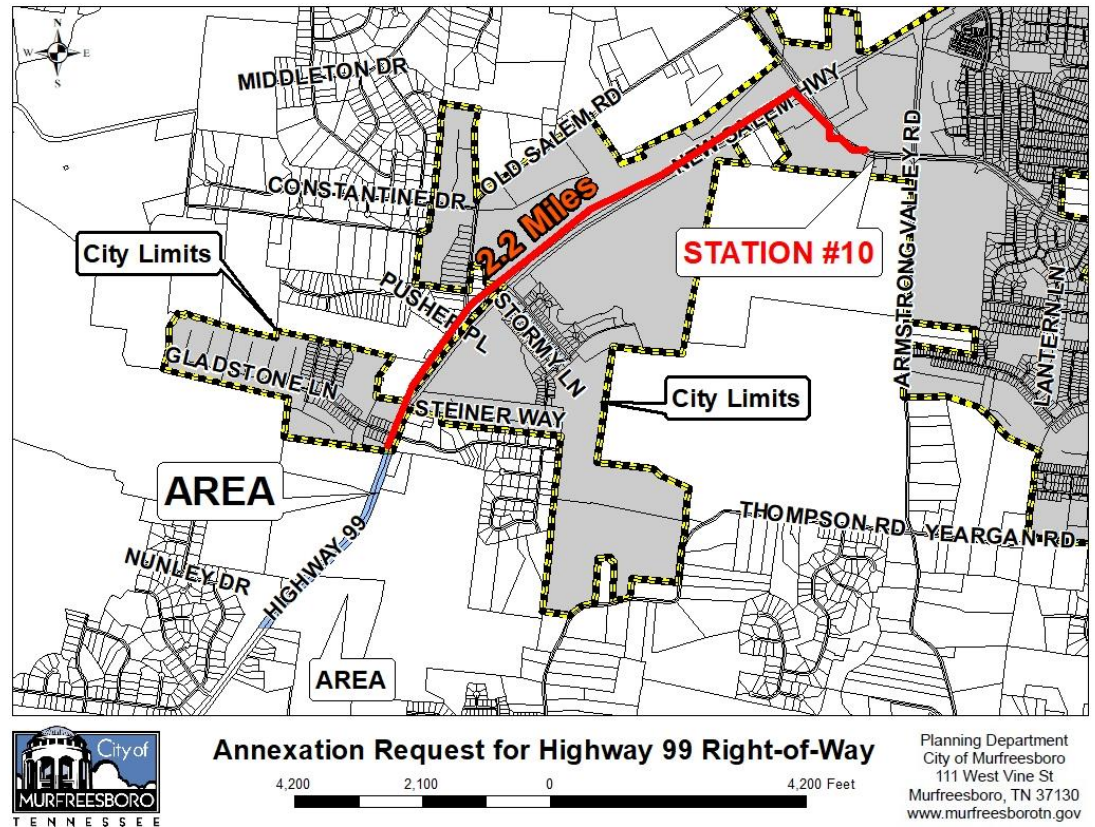 N
W E
S
MIDDLETON DR
OLD SALEM RD
NEW SALEM HWY
CONSTANTINE DR
2.2 Miles
ARMSTRONG VALLEY RD
City Limits
STATION #10
PUSHER PL
STORMY LN
LANTERN LN
GLADSTONE LN
City Limits
STEINER WAY
AREA
HIGHWAY 99
THOMPSON RD
YEARGAN RD
NUNLEY DR
AREA
City of
MURFREESBORO
TENNESSEE
Annexation Request for Highway 99 Right-of-Way
4,200 2,100 0 4,200 Feet
Planning Department
City of Murfreesboro
111 West Vine St
Murfreesboro, TN 37130
www.murfreesborotn.gov